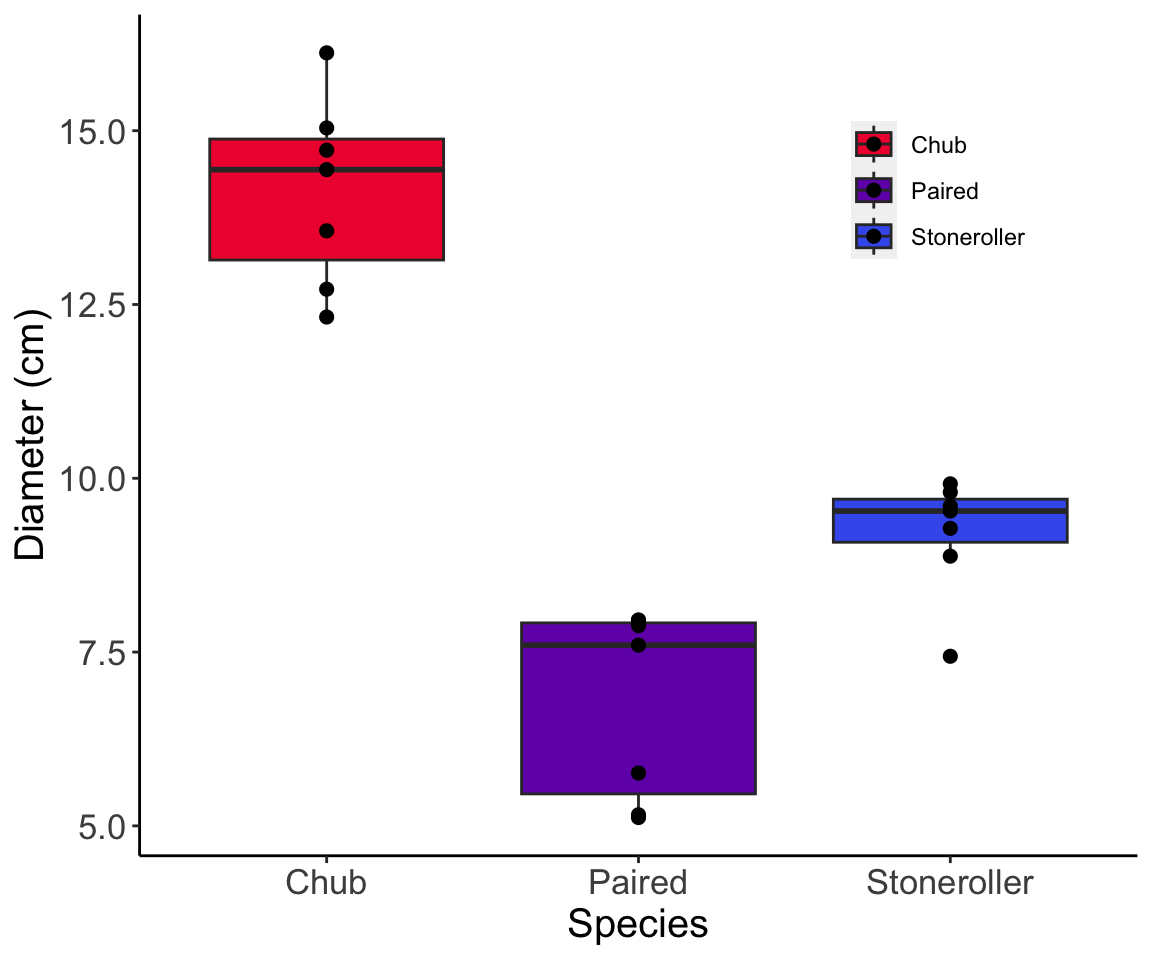 15.0
12.5
10.0
7.5
5.0
Diameter (cm)
Chub
Paired
Stoneroller
Chub
Paired
Stoneroller
Species